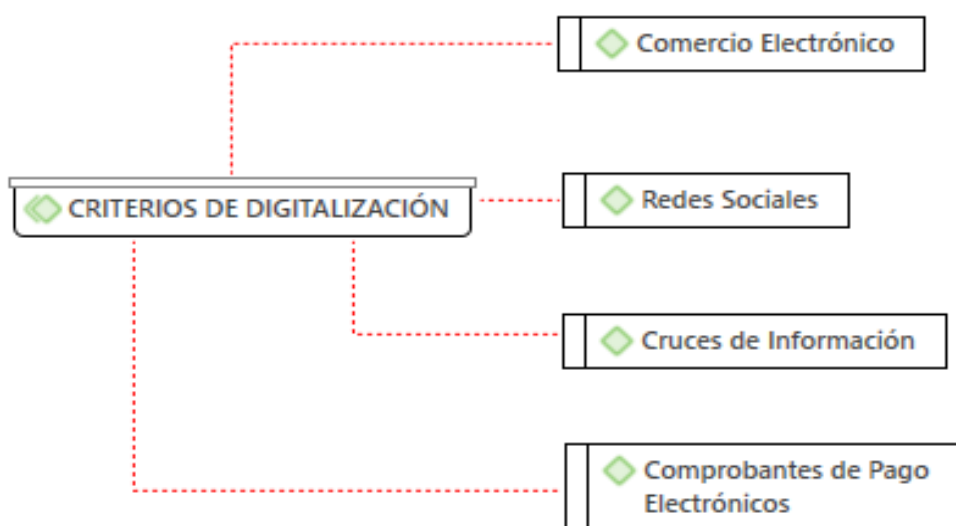 Comercio Electrónico
CRITERIOS DE DIGITALIZACIÓN
Redes Sociales
Cruces de Información
Comprobantes de Pago
Electrónicos